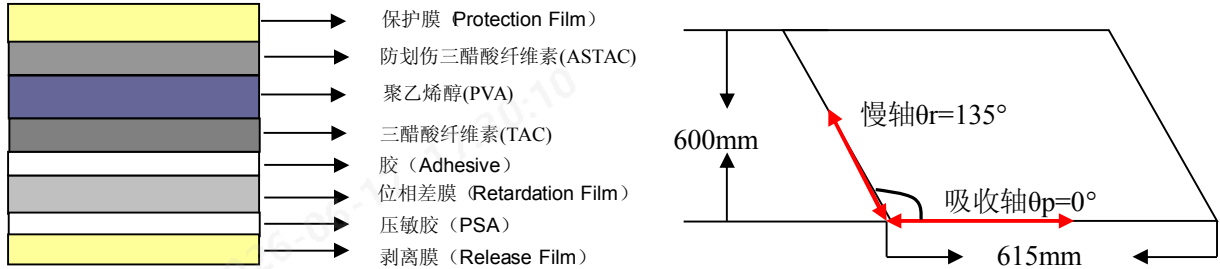 保护膜（Protection Film）
防划伤三醋酸纤维素(ASTAC)
聚乙烯醇(PVA)
三醋酸纤维素(TAC)
胶（Adhesive）
位相差膜（Retardation Film）
压敏胶（PSA）
剥离膜（Release Film）
慢轴θr=135°
600mm
吸收轴θp=0°
615mm